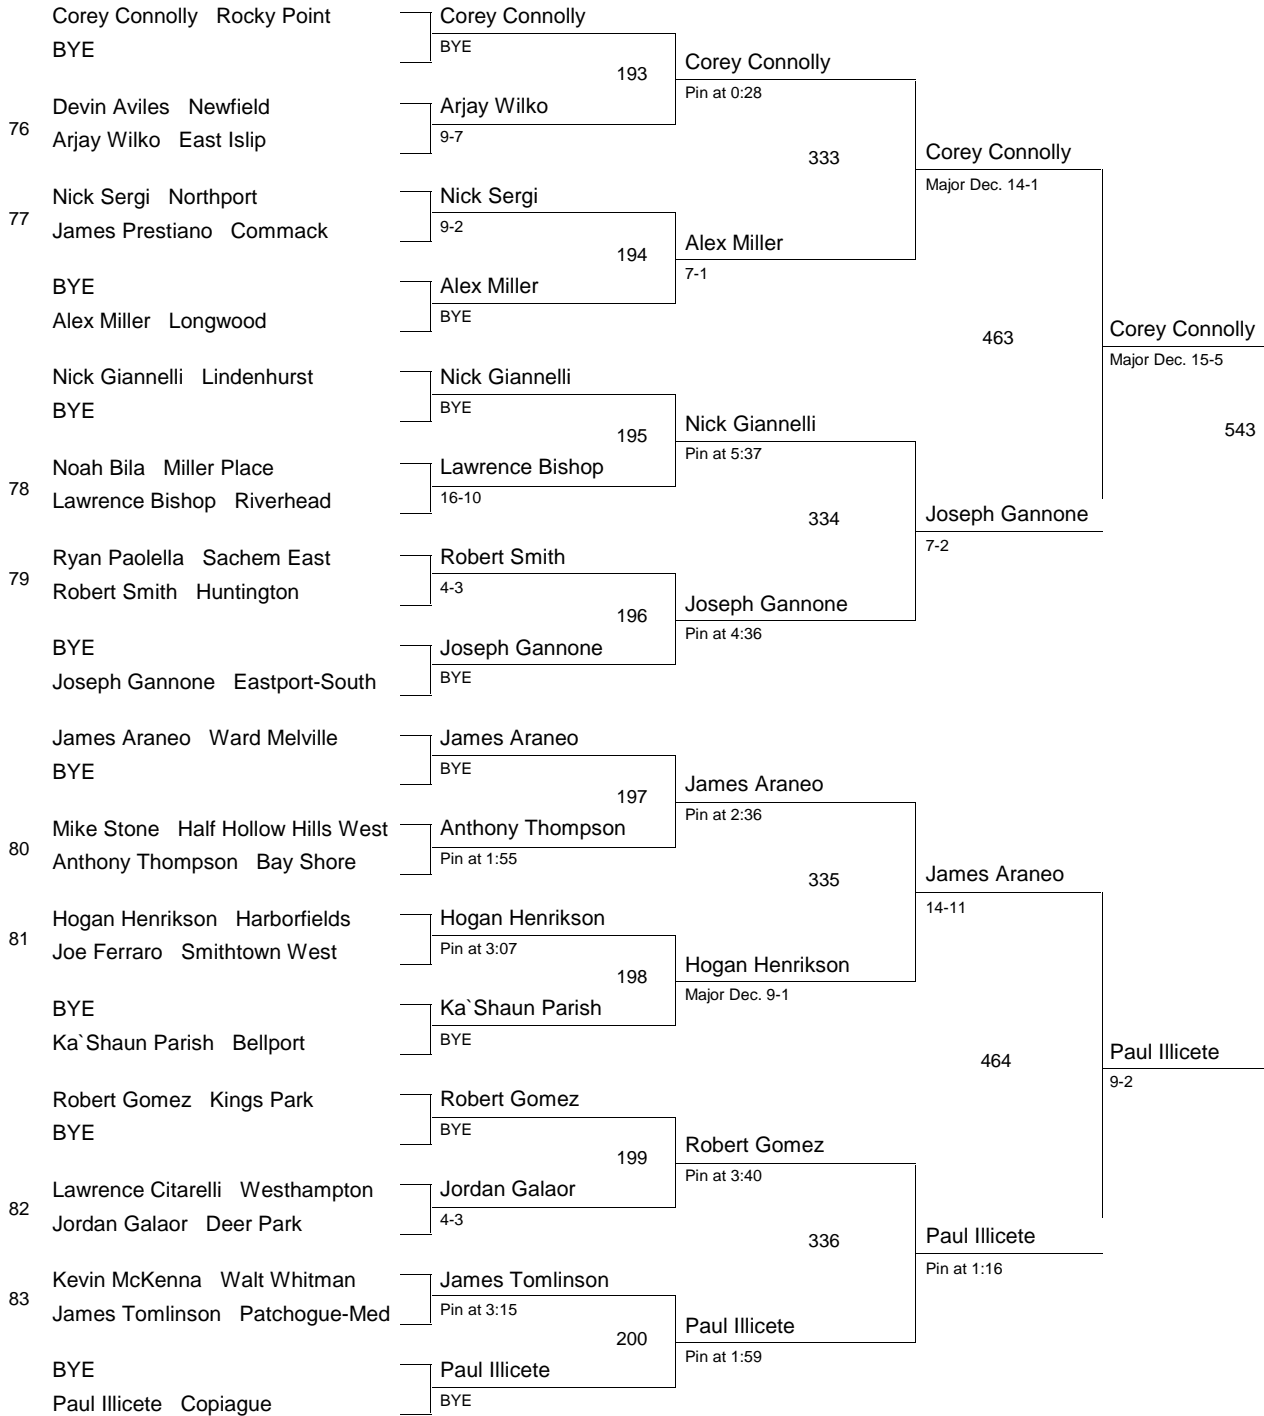 Corey Connolly Rocky Point
BYE
76
Devin Aviles Newfield
Arjay Wilko East Islip
77
Nick Sergi Northport
James Prestiano Commack
BYE
Alex Miller Longwood
Nick Giannelli Lindenhurst
BYE
78
Noah Bila Miller Place
Lawrence Bishop Riverhead
79
Ryan Paolella Sachem East
Robert Smith Huntington
BYE
Joseph Gannone Eastport-South
James Araneo Ward Melville
BYE
80
Mike Stone Half Hollow Hills West
Anthony Thompson Bay Shore
81
Hogan Henrikson Harborfields
Joe Ferraro Smithtown West
BYE
Ka`Shaun Parish Bellport
Robert Gomez Kings Park
BYE
82
Lawrence Citarelli Westhampton
Jordan Galaor Deer Park
83
Kevin McKenna Walt Whitman
James Tomlinson Patchogue-Med
BYE
Paul Illicete Copiague
Corey Connolly
BYE
193
Arjay Wilko
9-7
Nick Sergi
9-2
194
Alex Miller
BYE
Nick Giannelli
BYE
195
Lawrence Bishop
16-10
Robert Smith
4-3
196
Joseph Gannone
BYE
James Araneo
BYE
197
Anthony Thompson
Pin at 1:55
Hogan Henrikson
Pin at 3:07
198
Ka`Shaun Parish
BYE
Robert Gomez
BYE
199
Jordan Galaor
4-3
James Tomlinson
Pin at 3:15
200
Paul Illicete
BYE
Corey Connolly
Pin at 0:28
333
Alex Miller
7-1
Nick Giannelli
Pin at 5:37
334
Joseph Gannone
Pin at 4:36
James Araneo
Pin at 2:36
335
Hogan Henrikson
Major Dec. 9-1
Robert Gomez
Pin at 3:40
336
Paul Illicete
Pin at 1:59
Corey Connolly
Major Dec. 14-1
463
Joseph Gannone
7-2
James Araneo
14-11
464
Paul Illicete
Pin at 1:16
Corey Connolly
Major Dec. 15-5
543
Paul Illicete
9-2